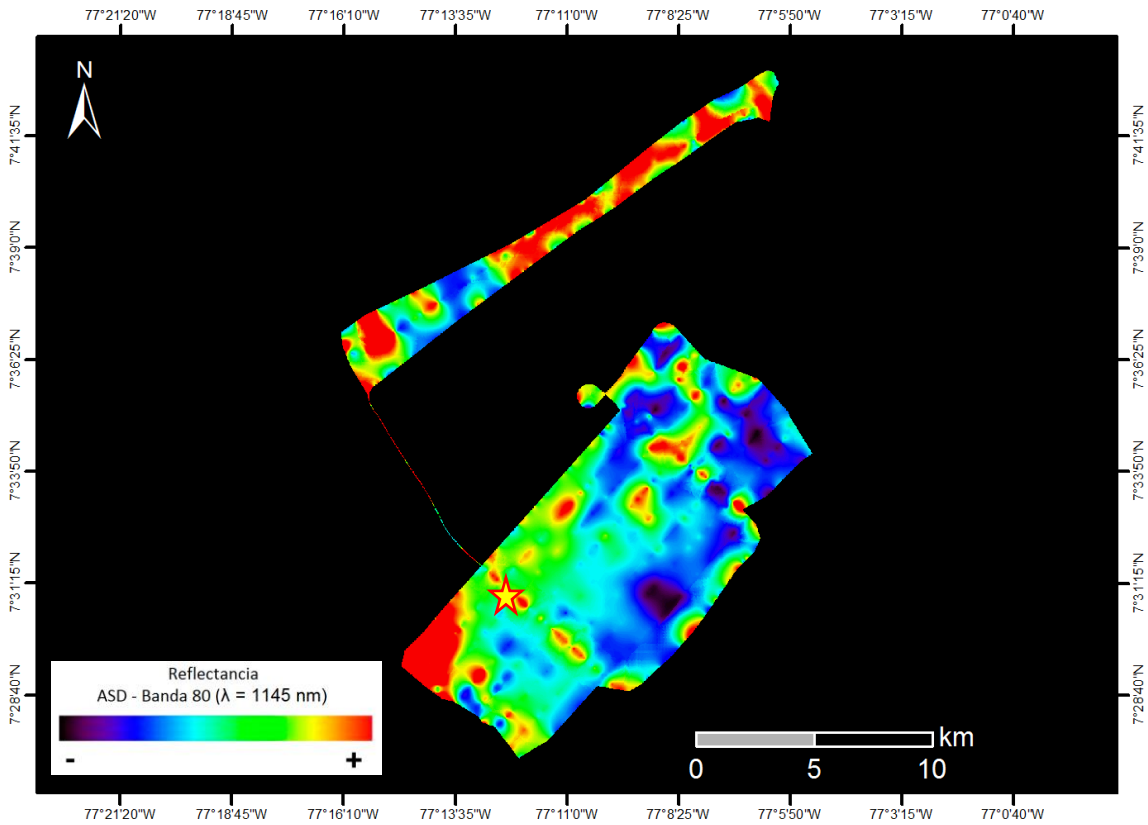 77°21'20"W 77°18'45"W 77°16'10"W 77°13'35"W 77°11'0"W 77°8'25"W 77°5'50"W 77°3'15"W 77°0'40"W
N
7°41'35"N 7°41'35"N
7°39'0"N 7°39'0"N
7°36'25"N 7°36'25"N
7°33'50"N 7°33'50"N
7°31'15"N 7°31'15"N
7°28'40"N 7°28'40"N
Reflectancia
ASD - Banda 80 (λ = 1145 nm)
- +
km
0 5 10
77°21'20"W 77°18'45"W 77°16'10"W 77°13'35"W 77°11'0"W 77°8'25"W 77°5'50"W 77°3'15"W 77°0'40"W